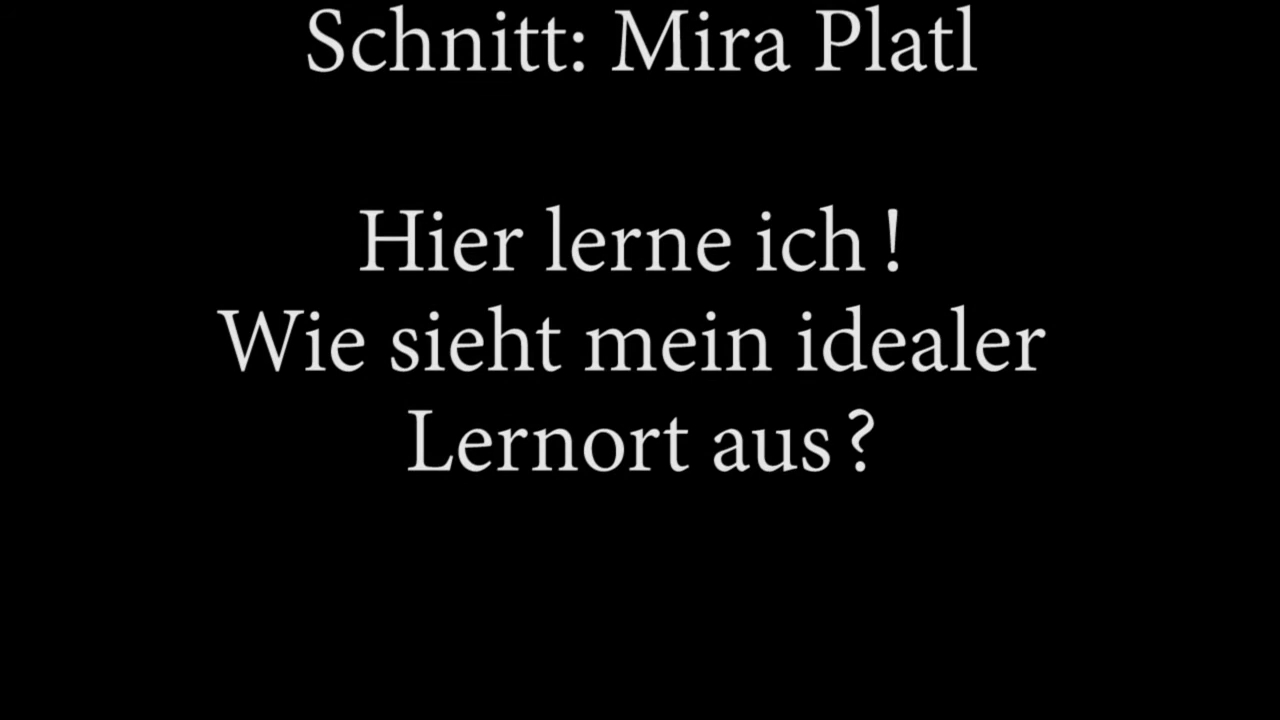 Schnitt: Mira Platl
Hier lerne ich !
Wie sieht mein idealer
Lernort aus ?